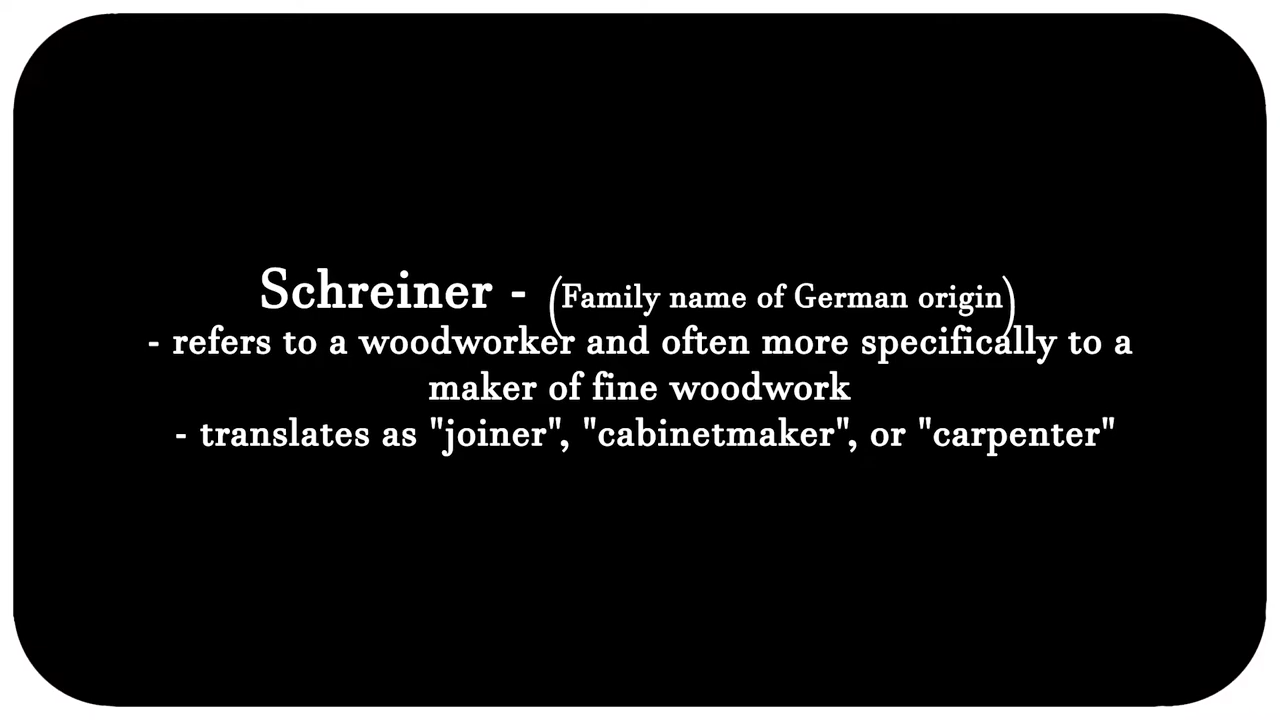 Schreiner - (Family name of German origin)
- refers to a woodworker and often more specifically to a
maker of fine woodwork
- translates as "joiner", "cabinetmaker", or "carpenter"